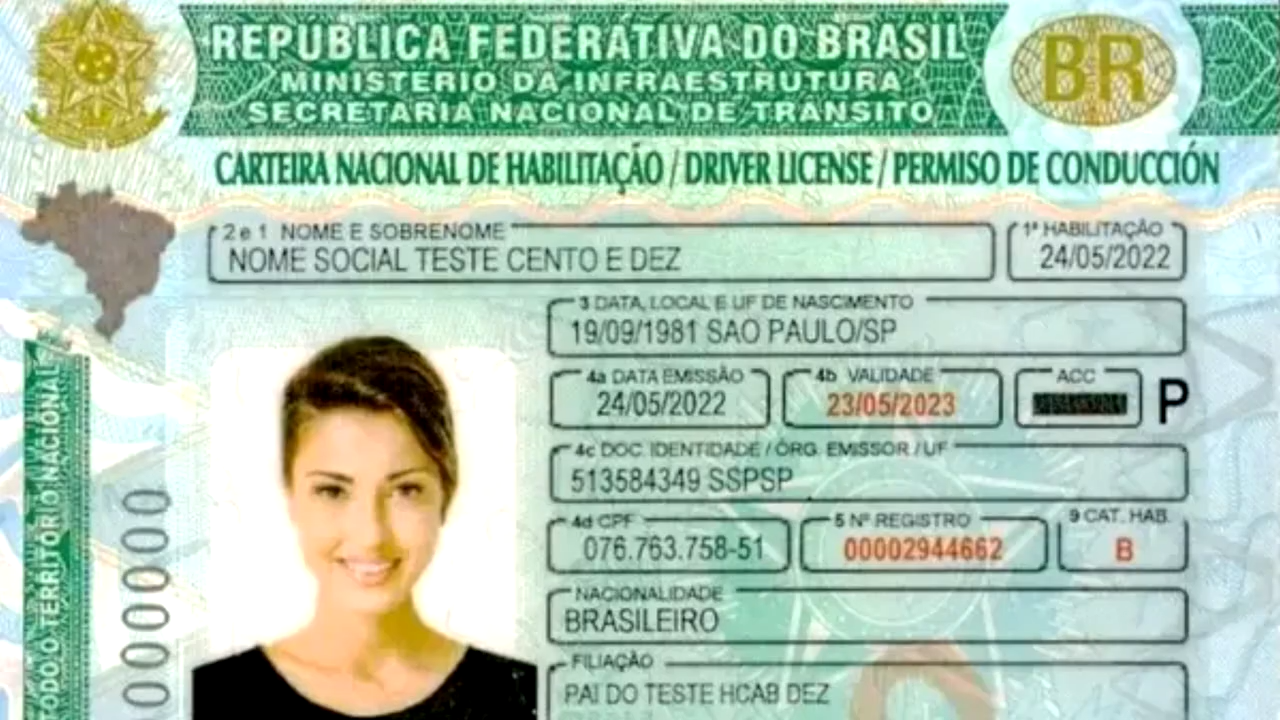 REPÚBLICA FEDERATIVA DO BRASIL
MINISTÉRIO DA INFRAESTRUTURA
SECRETARIA NACIONAL DE TRÂNSITO
BR
CARTEIRA NACIONAL DE HABILITAÇÃO / DRIVER LICENSE / PERMISO DE CONDUCCIÓN
2 e 1 NOME E SOBRENOME
NOME SOCIAL TESTE CENTO E DEZ
1ª HABILITAÇÃO
24/05/2022
3 DATA, LOCAL E UF DE NASCIMENTO
19/09/1981 SAO PAULO/SP
4a DATA EMISSÃO
24/05/2022
4b VALIDADE
23/05/2023
ACC
P
4c DOC. IDENTIDADE / ÓRG. EMISSOR / UF
513584349 SSPSP
4d CPF
076.763.758-51
5 Nº REGISTRO
00002944662
9 CAT. HAB.
B
NACIONALIDADE
BRASILEIRO
FILIAÇÃO
PAI DO TESTE HCAB DEZ
TODO O TERRITÓRIO NACIONAL